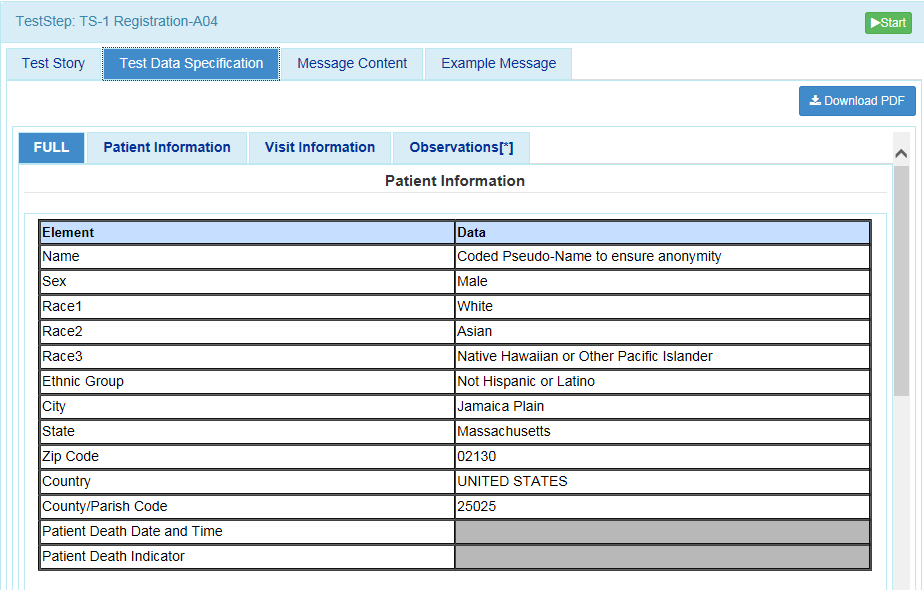 TestStep: TS-1 Registration-A04
Start
Test Story Test Data Specification Message Content Example Message
Download PDF
FULL Patient Information Visit Information Observations[*]
Patient Information
Element Data
Name Coded Pseudo-Name to ensure anonymity
Sex Male
Race1 White
Race2 Asian
Race3 Native Hawaiian or Other Pacific Islander
Ethnic Group Not Hispanic or Latino
City Jamaica Plain
State Massachusetts
Zip Code 02130
Country UNITED STATES
County/Parish Code 25025
Patient Death Date and Time
Patient Death Indicator